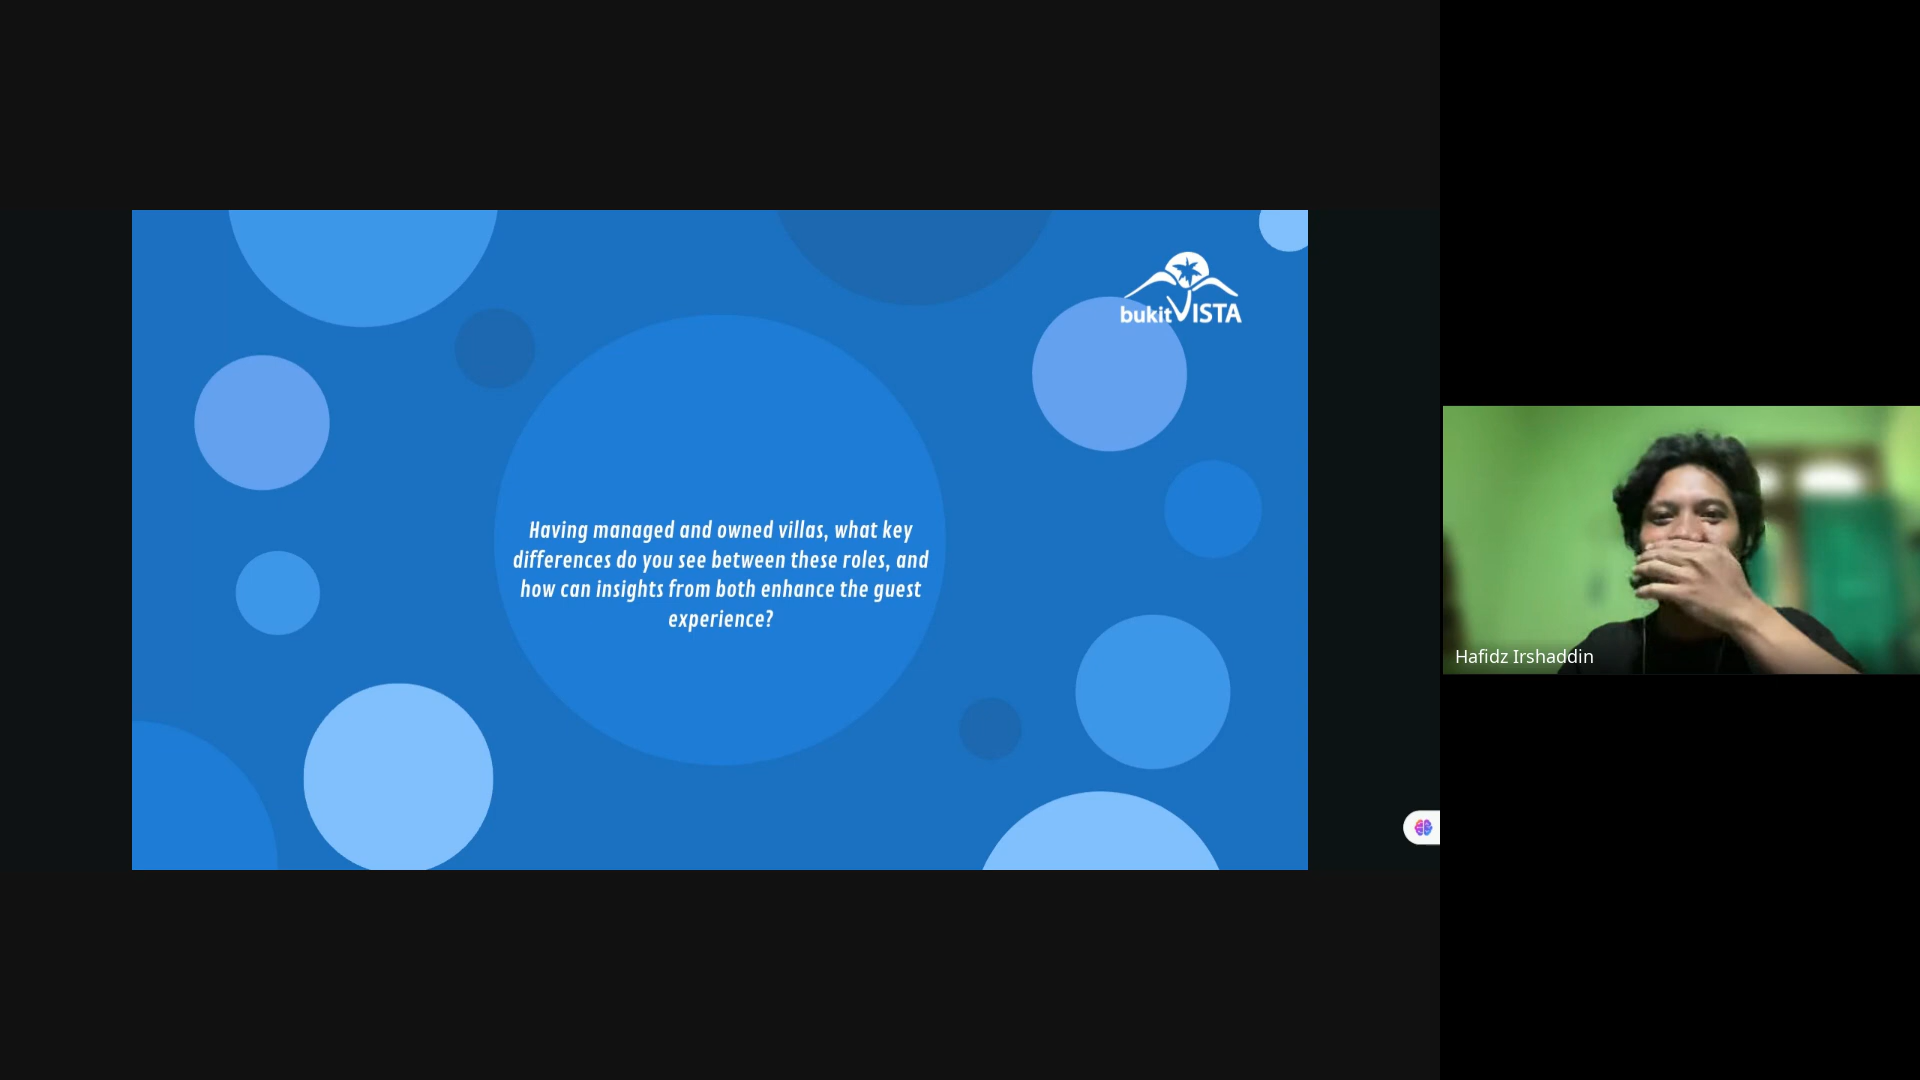 bukitVISTA
Having managed and owned villas, what key
differences do you see between these roles, and
how can insights from both enhance the guest
experience?
Hafidz Irshaddin